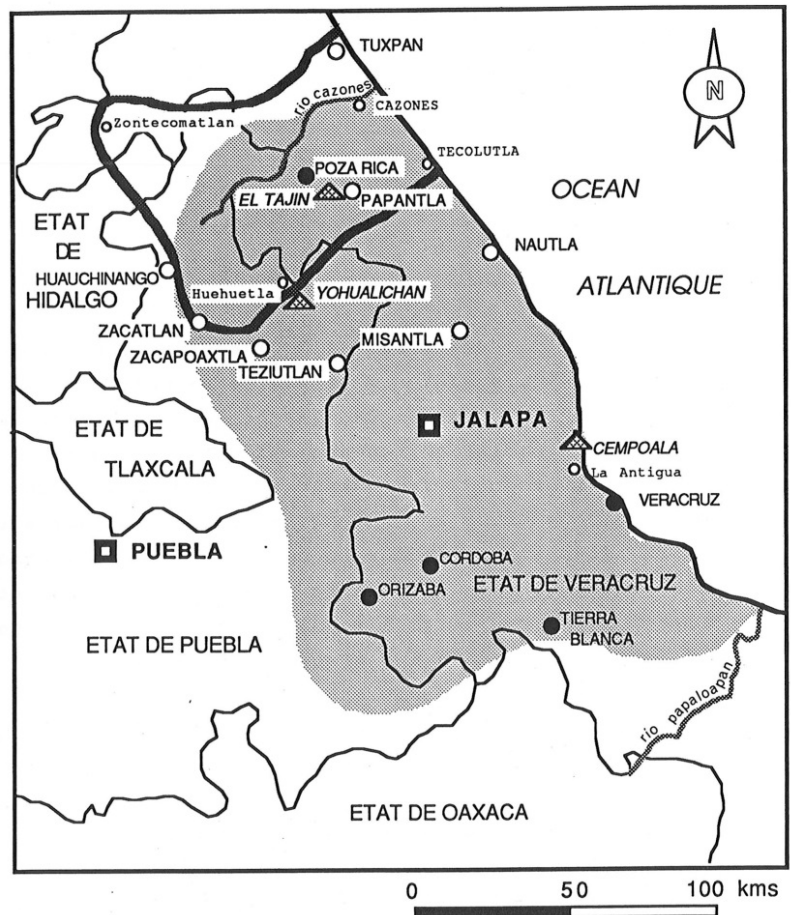 TUXPAN
N
río cazones
CAZONES
Zontecomatlan
TECOLUTLA
POZA RICA
EL TAJIN
PAPANTLA
OCEAN
ATLANTIQUE
ETAT
DE
HIDALGO
NAUTLA
HUAUCHINANGO
Huehuetla
YOHUALICHAN
ZACATLAN
MISANTLA
ZACAPOAXTLA
TEZIUTLAN
ETAT DE
TLAXCALA
JALAPA
CEMPOALA
La Antigua
VERACRUZ
PUEBLA
CORDOBA
ORIZABA
ETAT DE VERACRUZ
TIERRA
BLANCA
ETAT DE PUEBLA
río papaloapan
ETAT DE OAXACA
0 50 100 kms